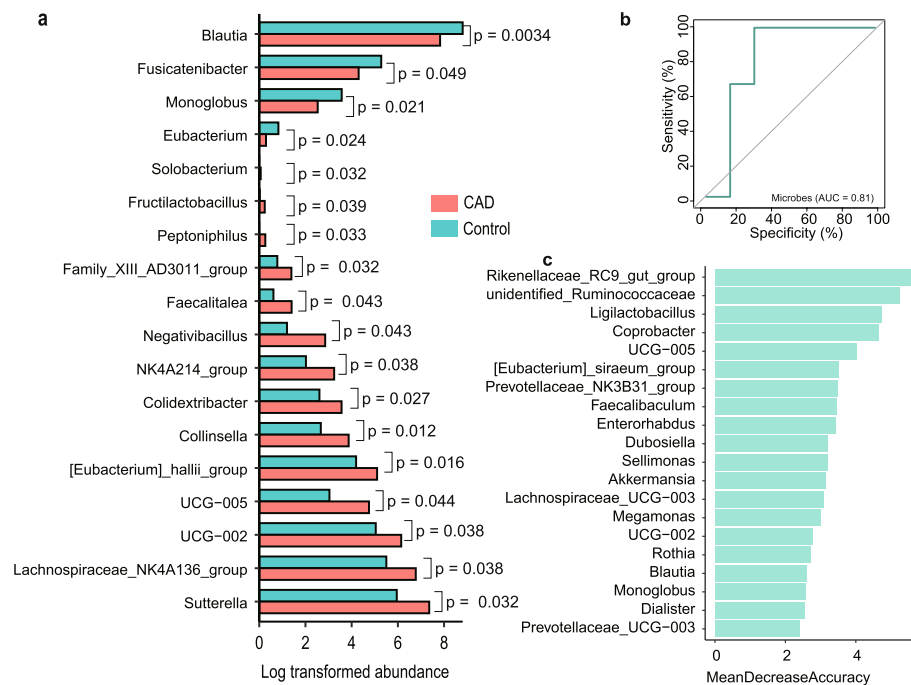 a
Blautia
p = 0.0034
Fusicatenibacter
p = 0.049
Monoglobus
p = 0.021
Eubacterium
p = 0.024
Solobacterium
p = 0.032
Fructilactobacillus
p = 0.039
Peptoniphilus
p = 0.033
Family_XIII_AD3011_group
p = 0.032
Faecalitalea
p = 0.043
Negativibacillus
p = 0.043
NK4A214_group
p = 0.038
Colidextribacter
p = 0.027
Collinsella
p = 0.012
[Eubacterium]_hallii_group
p = 0.016
UCG−005
p = 0.044
UCG−002
p = 0.038
Lachnospiraceae_NK4A136_group
p = 0.038
Sutterella
p = 0.032
0 2 4 6 8
Log transformed abundance
CAD
Control
b
Sensitivity (%)
100
80
60
40
20
0
Microbes (AUC = 0.81)
0 20 40 60 80 100
Specificity (%)
c
Rikenellaceae_RC9_gut_group
unidentified_Ruminococcaceae
Ligilactobacillus
Coprobacter
UCG−005
[Eubacterium]_siraeum_group
Prevotellaceae_NK3B31_group
Faecalibaculum
Enterorhabdus
Dubosiella
Sellimonas
Akkermansia
Lachnospiraceae_UCG−003
Megamonas
UCG−002
Rothia
Blautia
Monoglobus
Dialister
Prevotellaceae_UCG−003
0 2 4
MeanDecreaseAccuracy